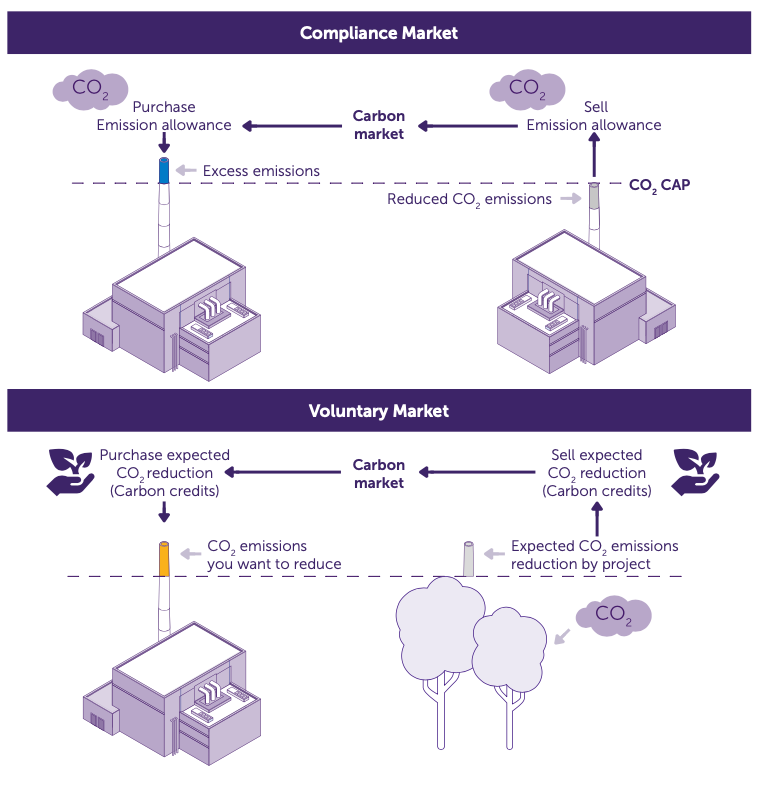 Compliance Market
CO₂
CO₂
Purchase
Emission allowance
Carbon
market
Sell
Emission allowance
Excess emissions
CO₂ CAP
Reduced CO₂ emissions
Voluntary Market
Purchase expected
CO₂ reduction
(Carbon credits)
Carbon
market
Sell expected
CO₂ reduction
(Carbon credits)
CO₂ emissions
you want to reduce
Expected CO₂ emissions
reduction by project
CO₂